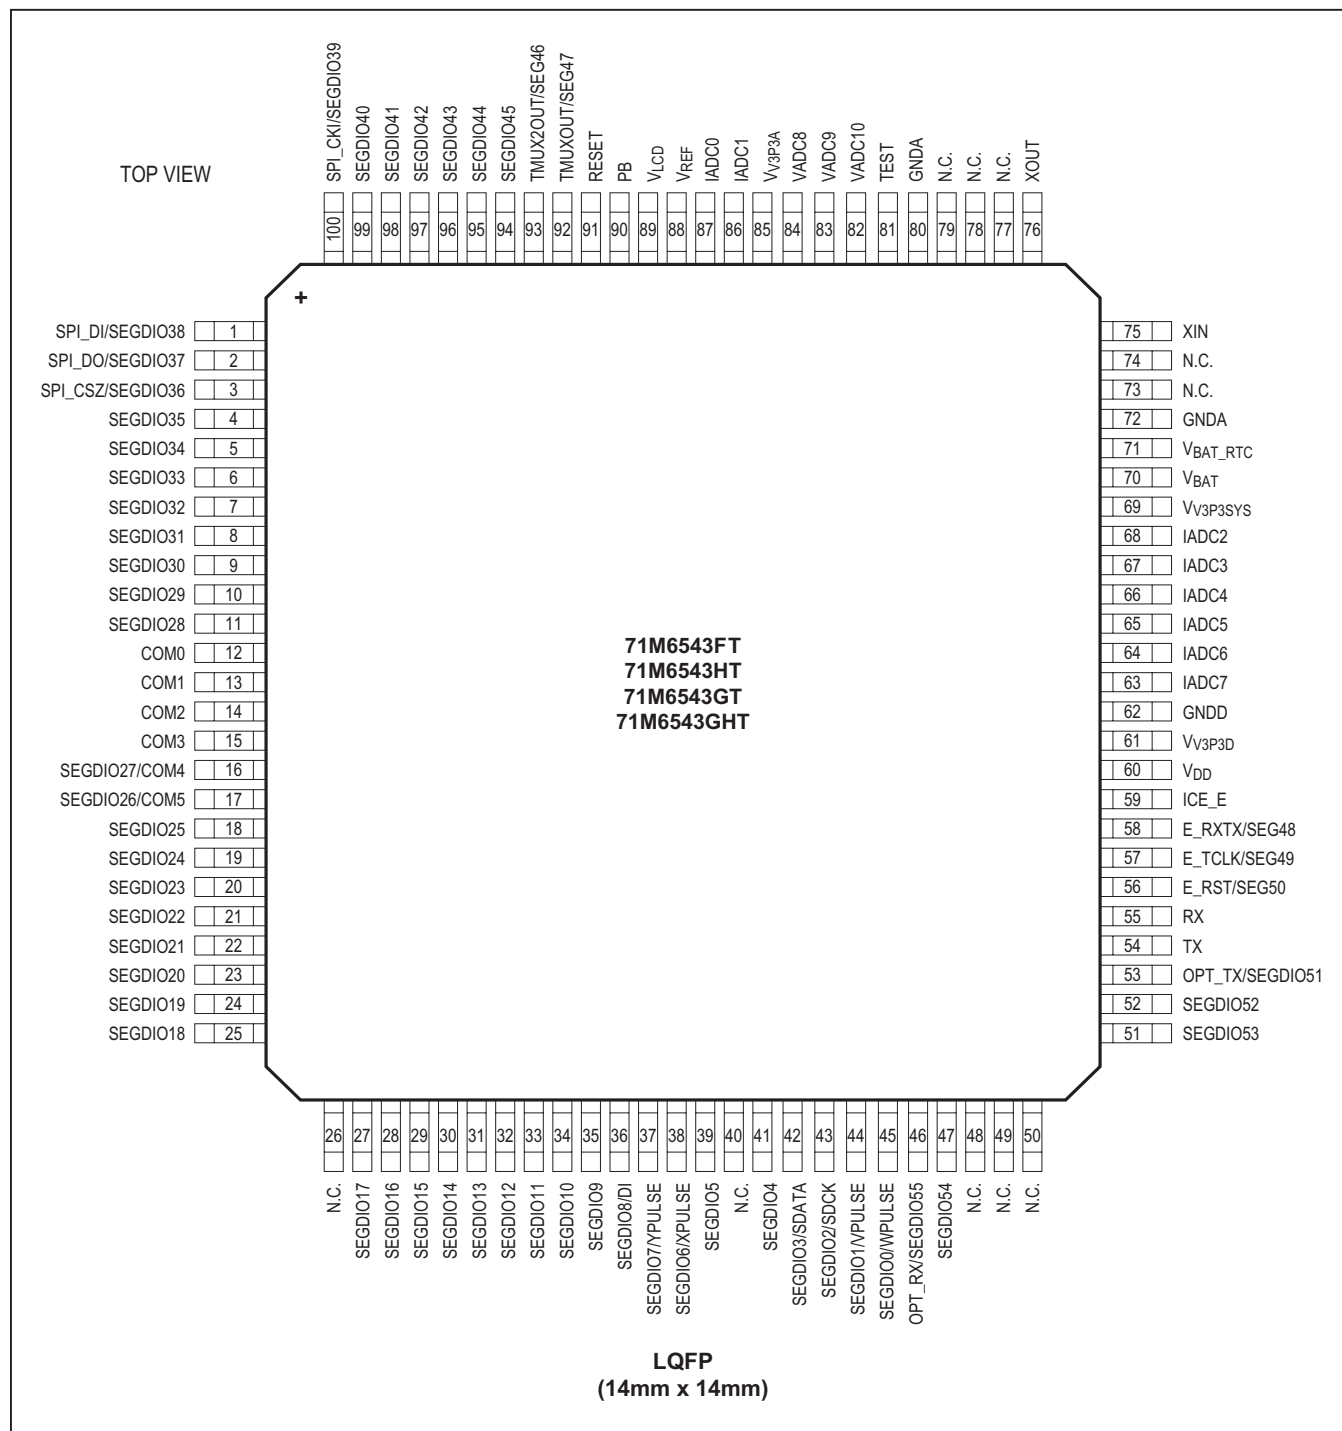 TOP VIEW
SPI_CKI/SEGDIO39
SEGDIO40
SEGDIO41
SEGDIO42
SEGDIO43
SEGDIO44
SEGDIO45
TMUX2OUT/SEG46
TMUXOUT/SEG47
RESET
PB
VLCD
VREF
IADC0
IADC1
VV3P3A
VADC8
VADC9
VADC10
TEST
GNDA
N.C.
N.C.
N.C.
XOUT
100 99 98 97 96 95 94 93 92 91 90 89 88 87 86 85 84 83 82 81 80 79 78 77 76
+
SPI_DI/SEGDIO38 1
SPI_DO/SEGDIO37 2
SPI_CSZ/SEGDIO36 3
SEGDIO35 4
SEGDIO34 5
SEGDIO33 6
SEGDIO32 7
SEGDIO31 8
SEGDIO30 9
SEGDIO29 10
SEGDIO28 11
COM0 12
COM1 13
COM2 14
COM3 15
SEGDIO27/COM4 16
SEGDIO26/COM5 17
SEGDIO25 18
SEGDIO24 19
SEGDIO23 20
SEGDIO22 21
SEGDIO21 22
SEGDIO20 23
SEGDIO19 24
SEGDIO18 25
71M6543FT
71M6543HT
71M6543GT
71M6543GHT
75 XIN
74 N.C.
73 N.C.
72 GNDA
71 VBAT_RTC
70 VBAT
69 VV3P3SYS
68 IADC2
67 IADC3
66 IADC4
65 IADC5
64 IADC6
63 IADC7
62 GNDD
61 VV3P3D
60 VDD
59 ICE_E
58 E_RXTX/SEG48
57 E_TCLK/SEG49
56 E_RST/SEG50
55 RX
54 TX
53 OPT_TX/SEGDIO51
52 SEGDIO52
51 SEGDIO53
26 27 28 29 30 31 32 33 34 35 36 37 38 39 40 41 42 43 44 45 46 47 48 49 50
N.C.
SEGDIO17
SEGDIO16
SEGDIO15
SEGDIO14
SEGDIO13
SEGDIO12
SEGDIO11
SEGDIO10
SEGDIO9
SEGDIO8/DI
SEGDIO7/YPULSE
SEGDIO6/XPULSE
SEGDIO5
N.C.
SEGDIO4
SEGDIO3/SDATA
SEGDIO2/SDCK
SEGDIO1/VPULSE
SEGDIO0/WPULSE
OPT_RX/SEGDIO55
SEGDIO54
N.C.
N.C.
N.C.
LQFP
(14mm x 14mm)